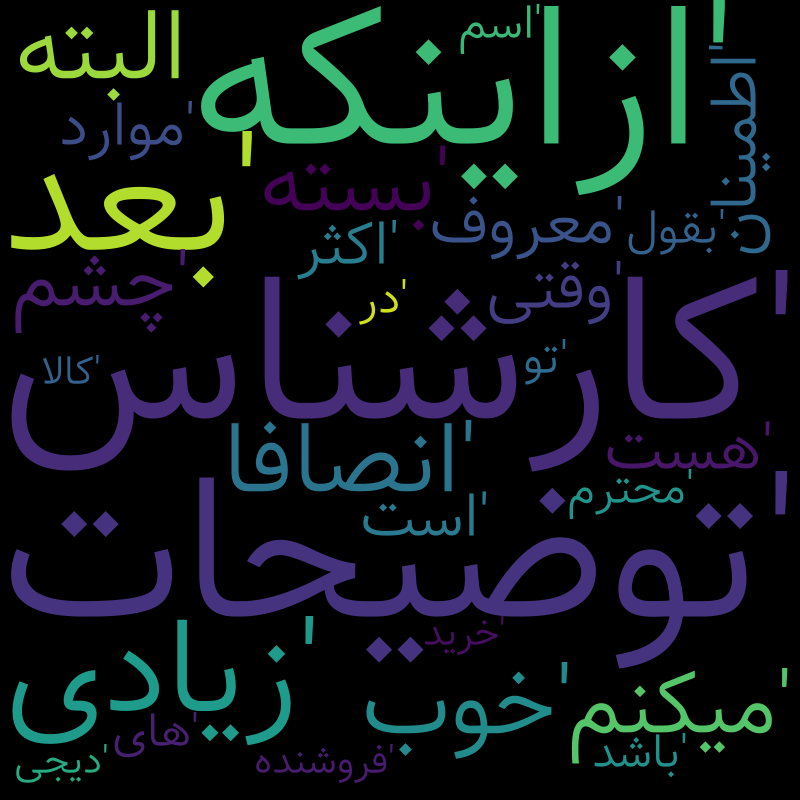 'ازاینکه
البته
'اسم
'اطمینان
'موارد
'بعد
'بسته
'معروف
'بقول
'اکثر
'چشم
'در
'وقتی
'کارشناس
'تو
'کالا
'انصافا
'هست
'محترم
'است
'توضیحات
'خرید
'زیادی
'خوب
'میکنم
'های
'باشد
'دیجی
'فروشنده